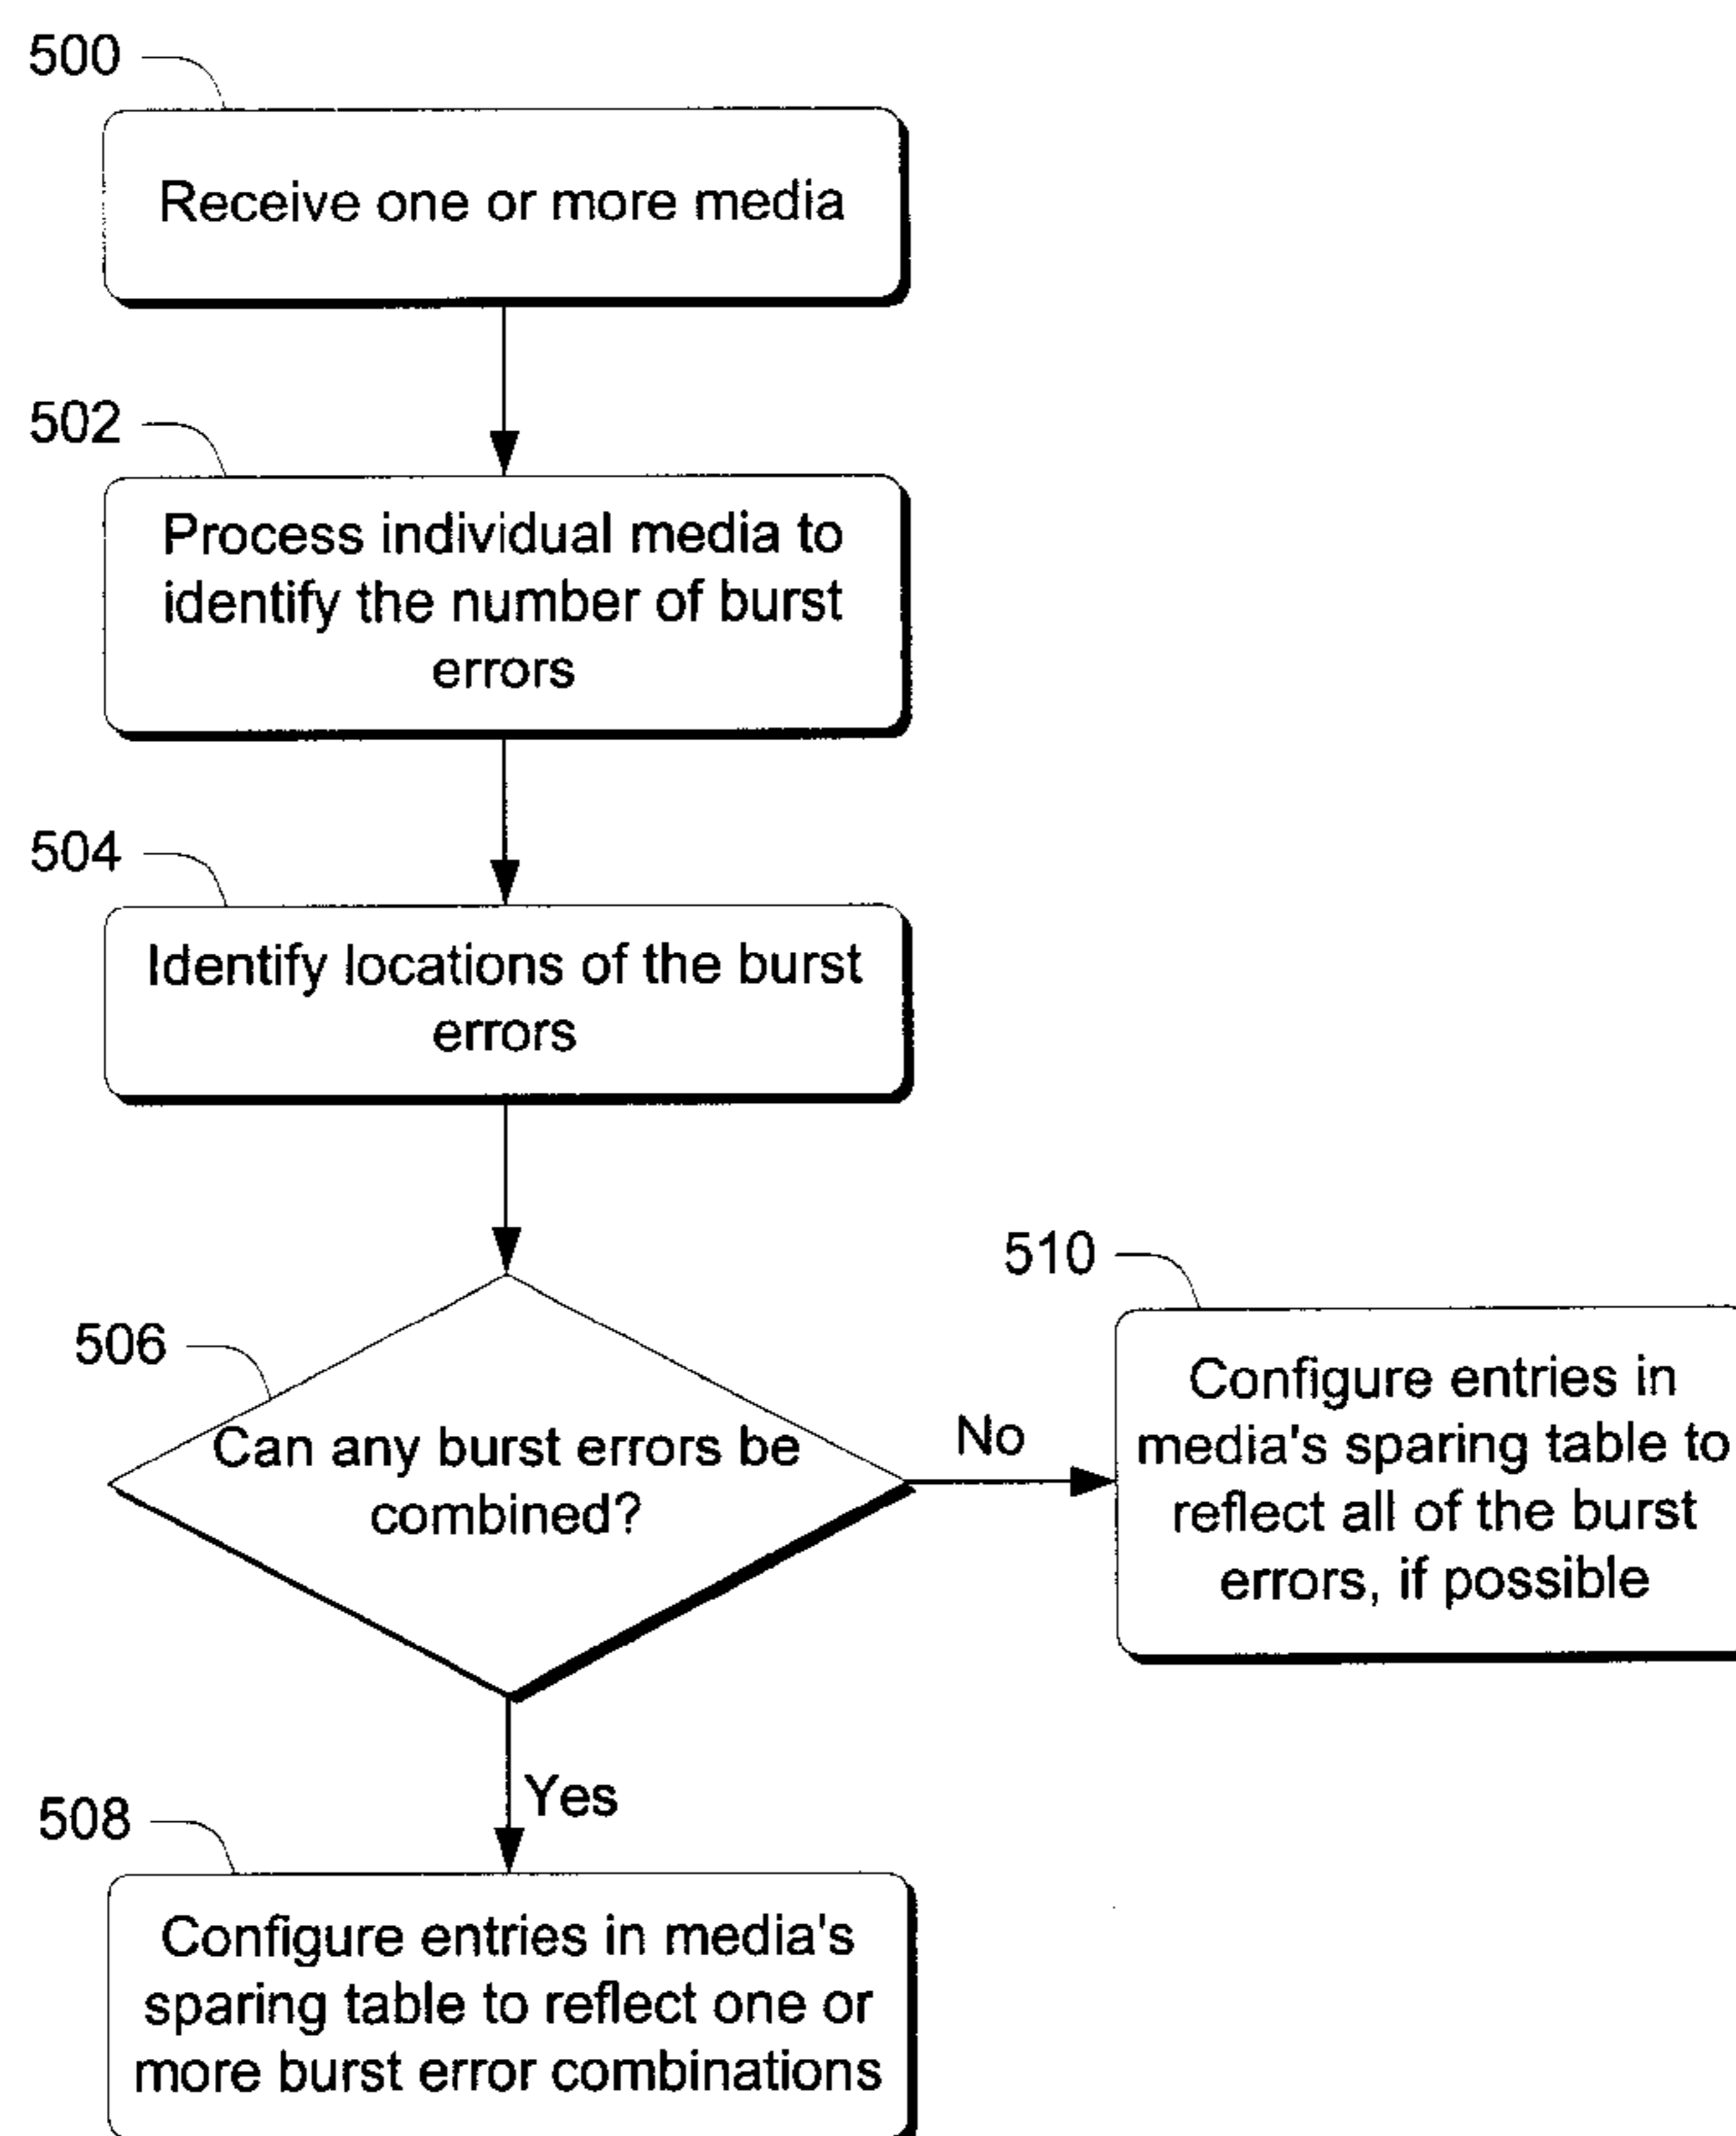 500
Receive one or more media
502
Process individual media to
identify the number of burst
errors
504
Identify locations of the burst
errors
506
Can any burst errors be
combined?
No
510
Configure entries in
media's sparing table to
reflect all of the burst
errors, if possible
Yes
508
Configure entries in media's
sparing table to reflect one or
more burst error combinations